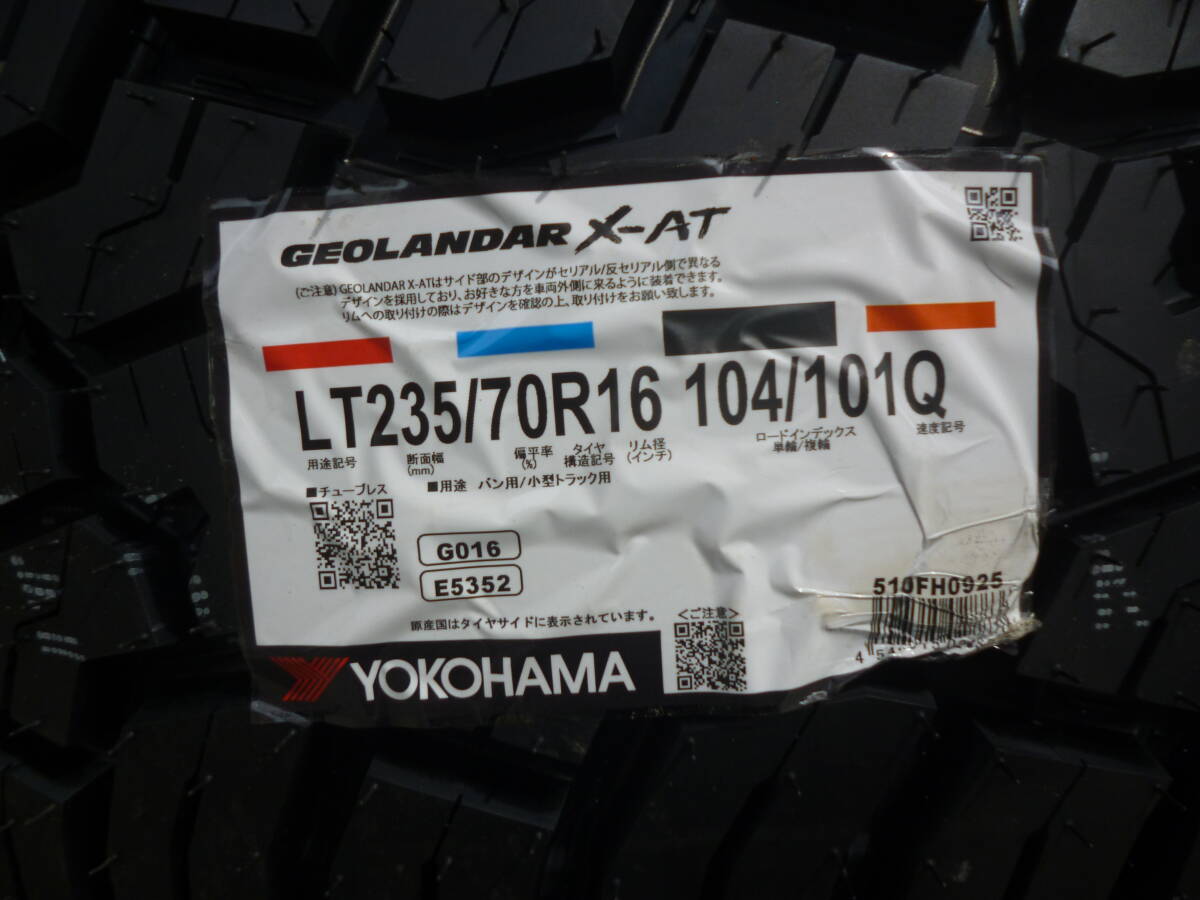 GEOLANDAR X-AT
(ご注意)GEOLANDAR X-ATはサイド部のデザインがセリアル/反セリアル側で異なる
デザインを採用しており、お好きな方を車両外側に来るように装着できます。
リムへの取り付けの際はデザインを確認の上、取り付けをお願い致します。
LT235/70R16 104/101Q
用途記号 断面幅(mm) 偏平率(%) タイヤ構造記号 リム径(インチ) ロードインデックス単輪/複輪 速度記号
■チューブレス ■用途 バン用/小型トラック用
G016
E5352
510FH0925
原産国はタイヤサイドに表示されています。
<ご注意>
YOKOHAMA